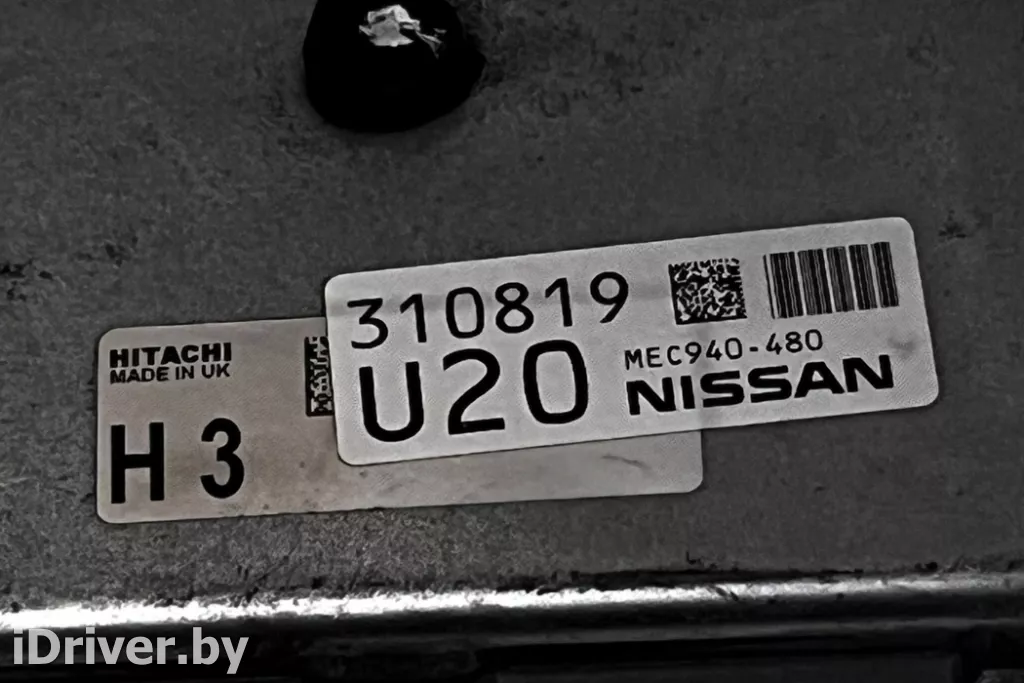 310819
U20
MEC940-480
NISSAN
HITACHI
MADE IN UK
H 3
iDriver.by